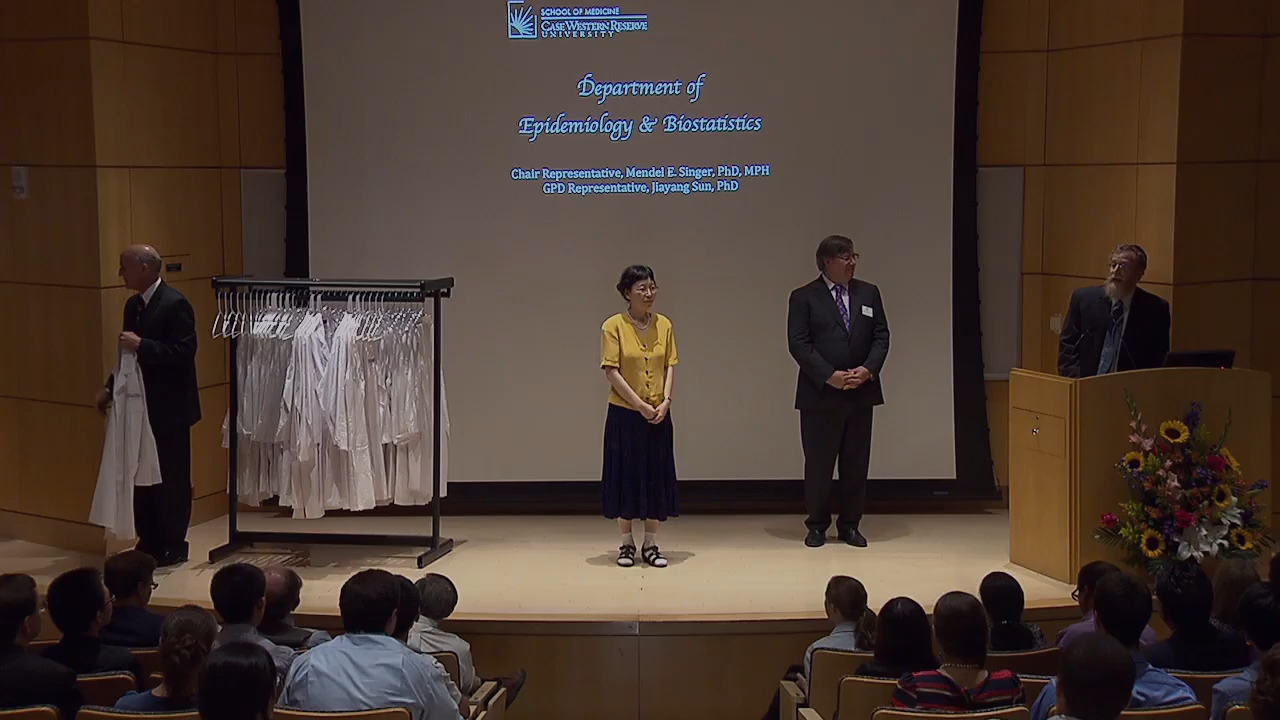 SCHOOL OF MEDICINE
CASE WESTERN RESERVE
UNIVERSITY
Department of
Epidemiology & Biostatistics
Chair Representative, Mendel E. Singer, PhD, MPH
GPD Representative, Jiayang Sun, PhD